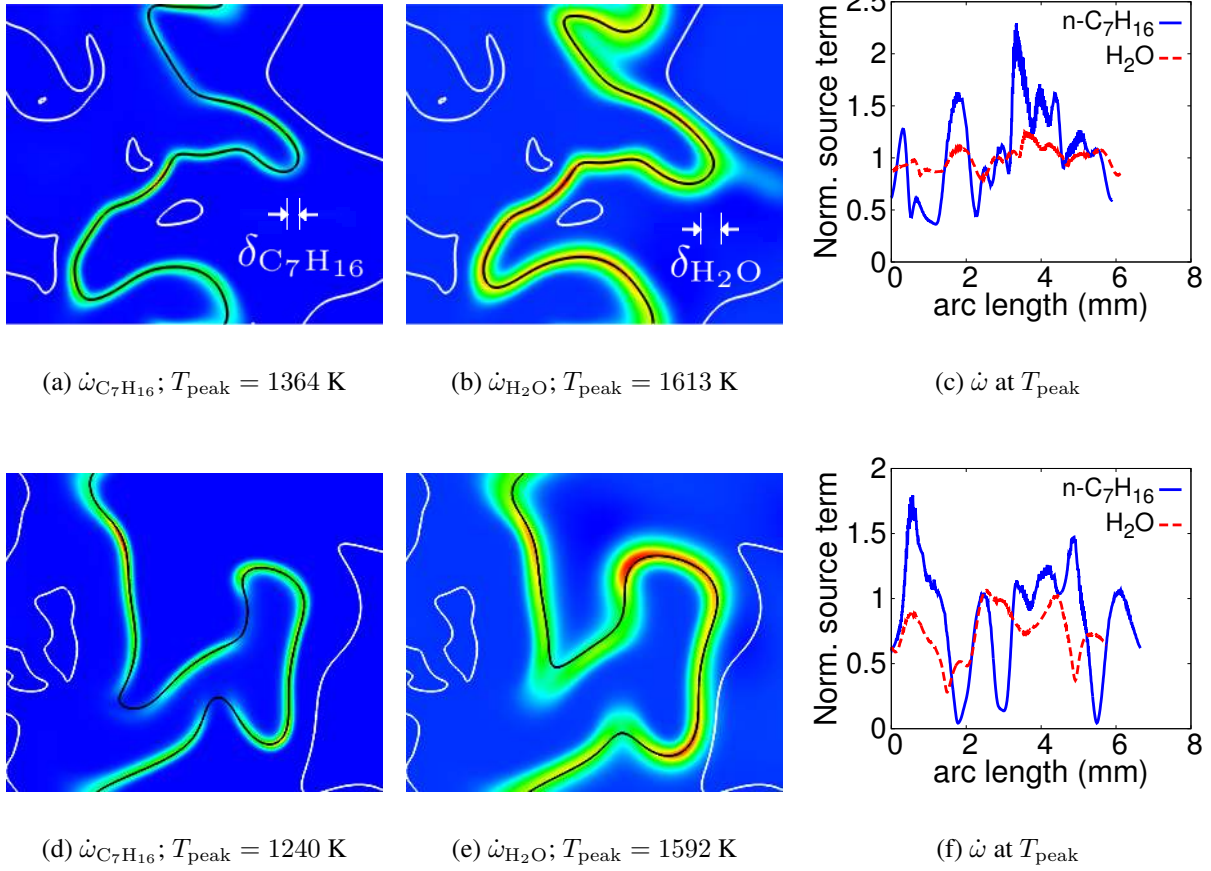 δC₇H₁₆
δH₂O
2.5
2
1.5
1
0.5
0
Norm. source term
n-C₇H₁₆
H₂O
0 2 4 6 8
arc length (mm)
(a) ω̇C₇H₁₆; Tpeak = 1364 K
(b) ω̇H₂O; Tpeak = 1613 K
(c) ω̇ at Tpeak
2
1.5
1
0.5
0
Norm. source term
n-C₇H₁₆
H₂O
0 2 4 6 8
arc length (mm)
(d) ω̇C₇H₁₆; Tpeak = 1240 K
(e) ω̇H₂O; Tpeak = 1592 K
(f) ω̇ at Tpeak